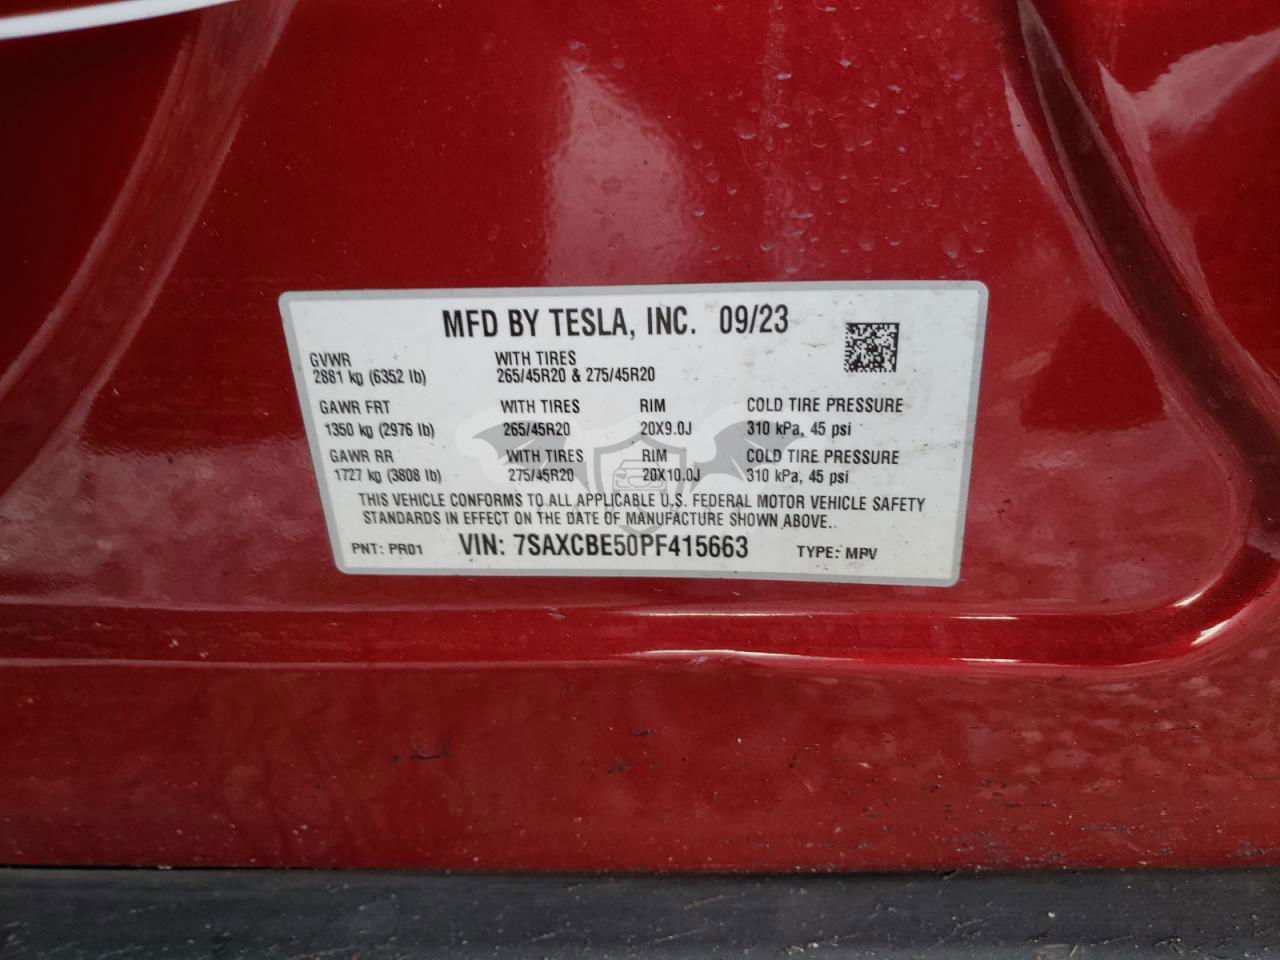 MFD BY TESLA, INC. 09/23
GVWR WITH TIRES
2881 kg (6352 lb) 265/45R20 & 275/45R20
GAWR FRT WITH TIRES RIM COLD TIRE PRESSURE
1350 kg (2976 lb) 265/45R20 20X9.0J 310 kPa, 45 psi
GAWR RR WITH TIRES RIM COLD TIRE PRESSURE
1727 kg (3808 lb) 275/45R20 20X10.0J 310 kPa, 45 psi
THIS VEHICLE CONFORMS TO ALL APPLICABLE U.S. FEDERAL MOTOR VEHICLE SAFETY
STANDARDS IN EFFECT ON THE DATE OF MANUFACTURE SHOWN ABOVE.
PNT: PR01 VIN: 7SAXCBE50PF415663 TYPE: MPV